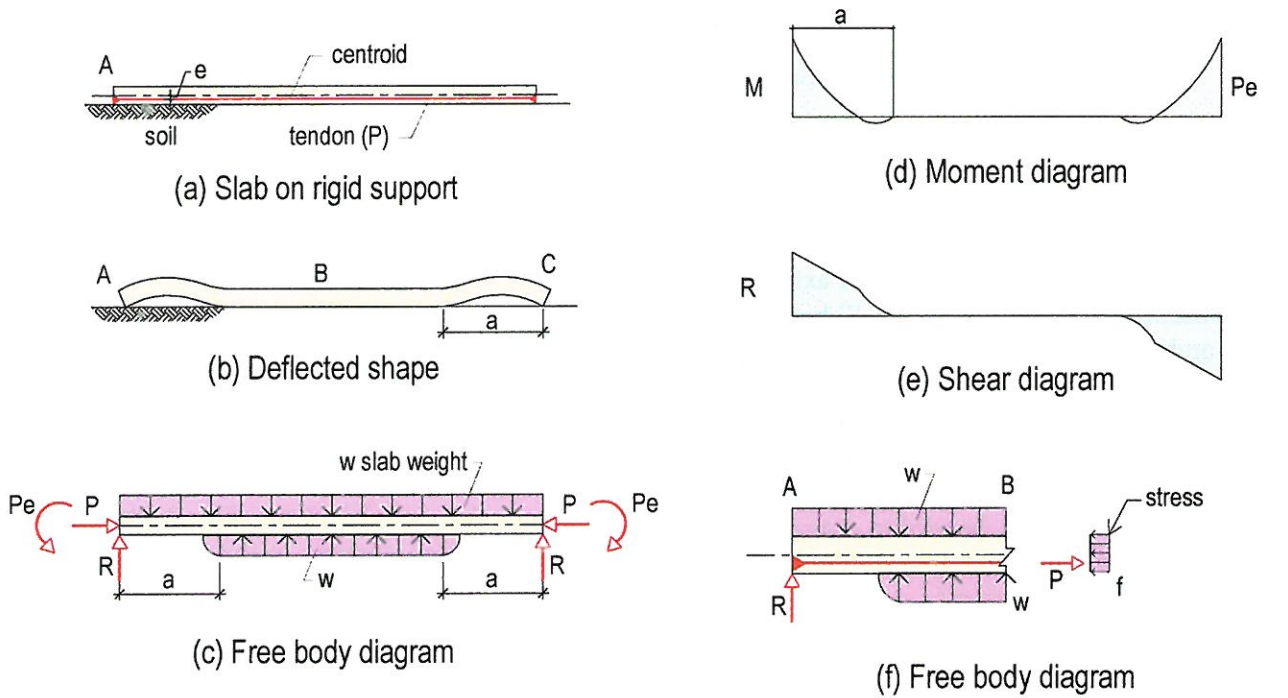 A
e
centroid
soil
tendon (P)
(a) Slab on rigid support
A
B
C
a
(b) Deflected shape
w slab weight
Pe
P
P
Pe
R
a
w
a
R
(c) Free body diagram
a
M
Pe
(d) Moment diagram
R
(e) Shear diagram
A
w
B
stress
P
f
R
w
(f) Free body diagram